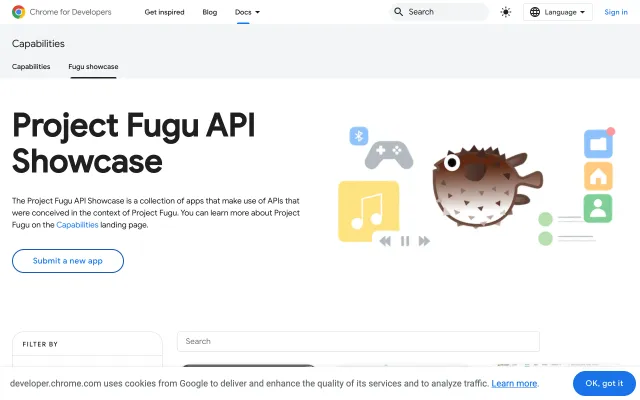 Chrome for Developers
Get inspired
Blog
Docs
Search
Language
Sign in
Capabilities
Capabilities
Fugu showcase
Project Fugu API
Showcase
The Project Fugu API Showcase is a collection of apps that make use of APIs that
were conceived in the context of Project Fugu. You can learn more about Project
Fugu on the Capabilities landing page.
Submit a new app
FILTER BY
Search
developer.chrome.com uses cookies from Google to deliver and enhance the quality of its services and to analyze traffic. Learn more.
OK, got it